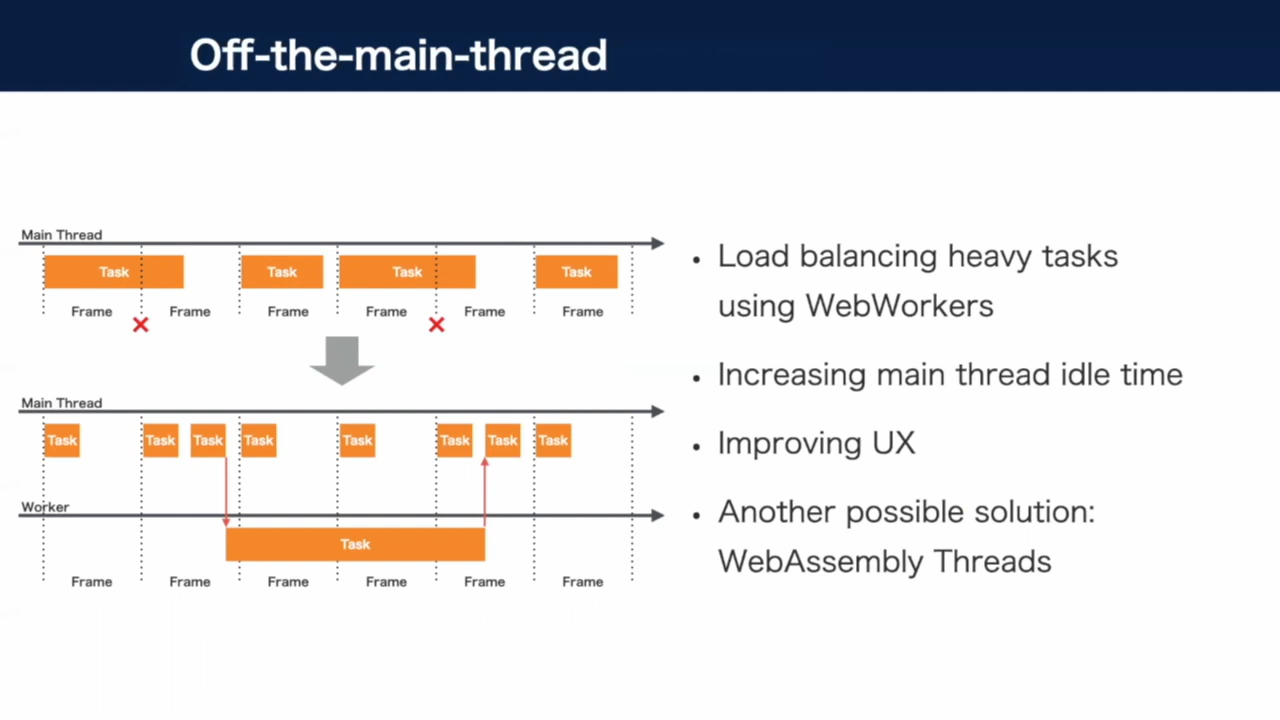 Off-the-main-thread
Main Thread
Task Task Task Task
Frame Frame Frame Frame Frame Frame
Main Thread
Task Task Task Task Task Task Task Task
Worker
Task
Frame Frame Frame Frame Frame Frame
• Load balancing heavy tasks
using WebWorkers
• Increasing main thread idle time
• Improving UX
• Another possible solution:
WebAssembly Threads